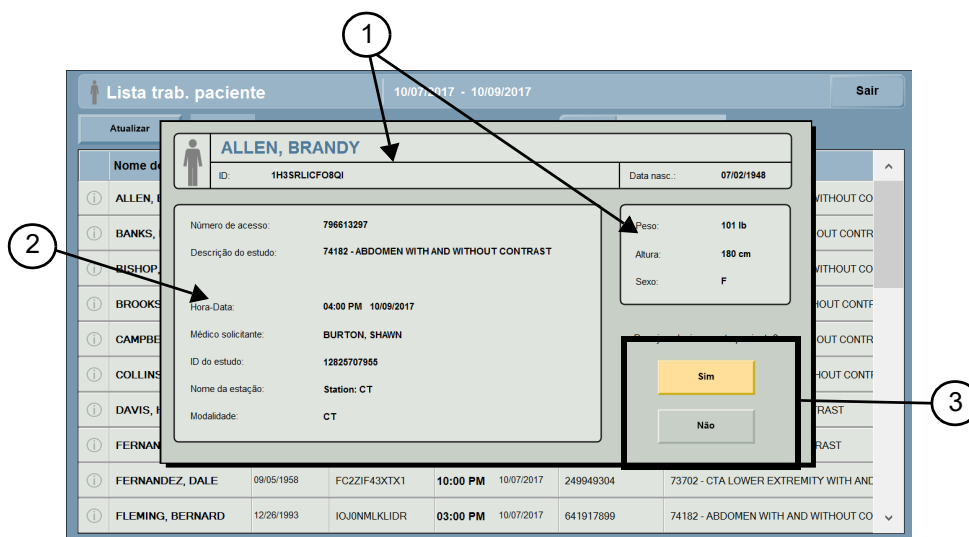 1
Lista trab. paciente
10/07/2017 - 10/09/2017
Sair
Atualizar
ALLEN, BRANDY
ID: 1H3SRLICFO8QI
Data nasc.: 07/02/1948
Número de acesso: 796613297
Descrição do estudo: 74182 - ABDOMEN WITH AND WITHOUT CONTRAST
Hora-Data: 04:00 PM 10/09/2017
Médico solicitante: BURTON, SHAWN
ID do estudo: 12825707955
Nome da estação: Station: CT
Modalidade: CT
Peso: 101 lb
Altura: 180 cm
Sexo: F
Sim
Não
2
3
Nome d
ALLEN,
WITHOUT CO
BANKS,
OUT CONTR
BISHOP,
WITHOUT CO
BROOKS
HOUT CONTR
CAMPBE
OUT CONTR
COLLINS
HOUT CONT
DAVIS,
RAST
FERNAN
RAST
FERNANDEZ, DALE 09/05/1958 FC2ZIF43XTX1 10:00 PM 10/07/2017 249949304 73702 - CTA LOWER EXTREMITY WITH AND
FLEMING, BERNARD 12/26/1993 IOJ0NMLKLIDR 03:00 PM 10/07/2017 641917899 74182 - ABDOMEN WITH AND WITHOUT CO